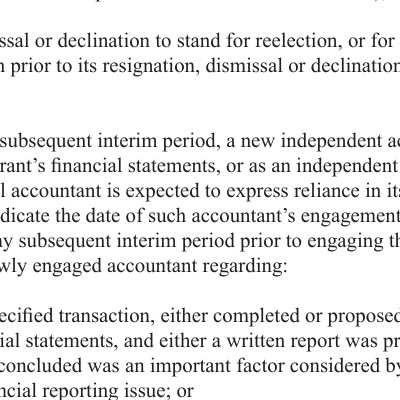 ssal or declination to stand for reelection, or for
n prior to its resignation, dismissal or declination
subsequent interim period, a new independent ac
rant’s financial statements, or as an independent
l accountant is expected to express reliance in its
dicate the date of such accountant’s engagement
ny subsequent interim period prior to engaging th
wly engaged accountant regarding:
ecified transaction, either completed or proposed
ial statements, and either a written report was pr
concluded was an important factor considered by
ncial reporting issue; or